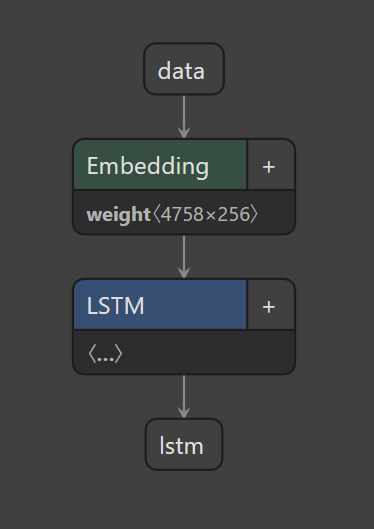 data
Embedding +
weight〈4758×256〉
LSTM +
〈...〉
lstm